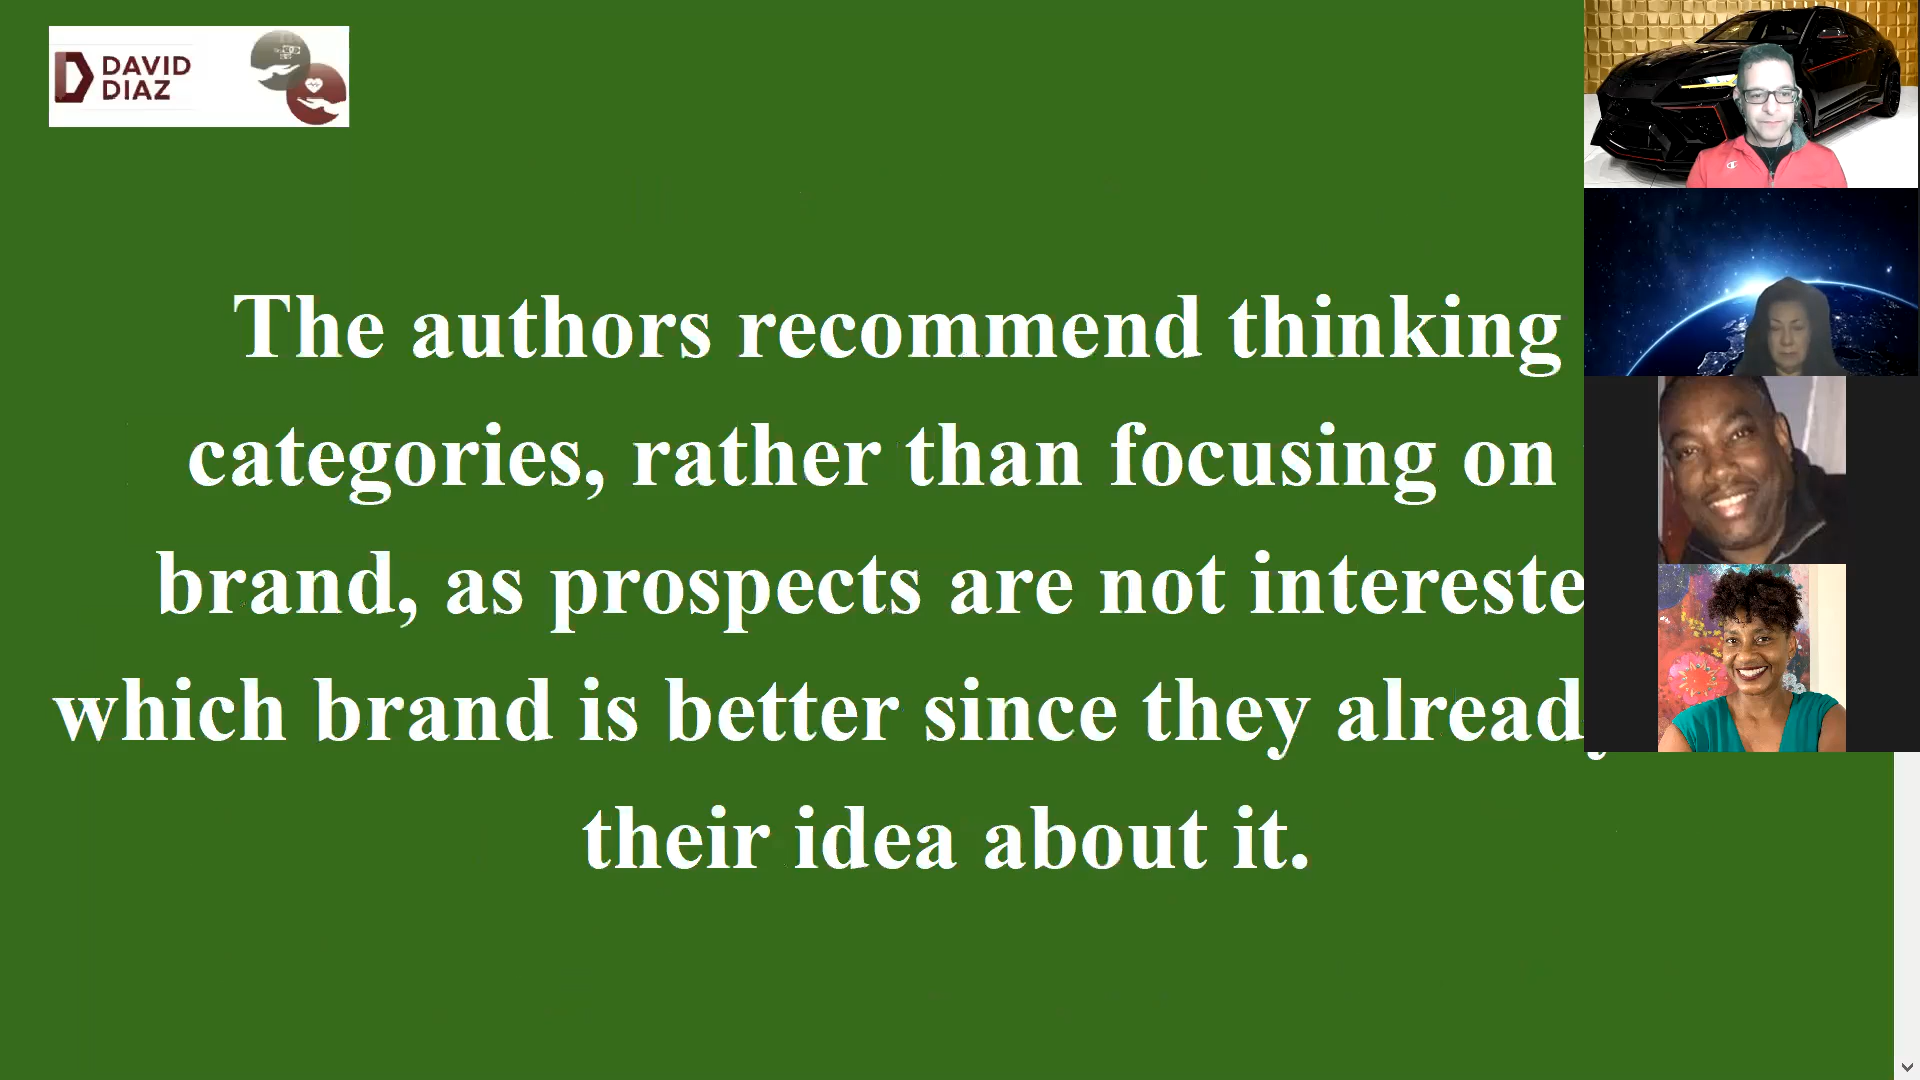 DAVID
DIAZ
The authors recommend thinking
categories, rather than focusing on
brand, as prospects are not intereste
which brand is better since they already
their idea about it.